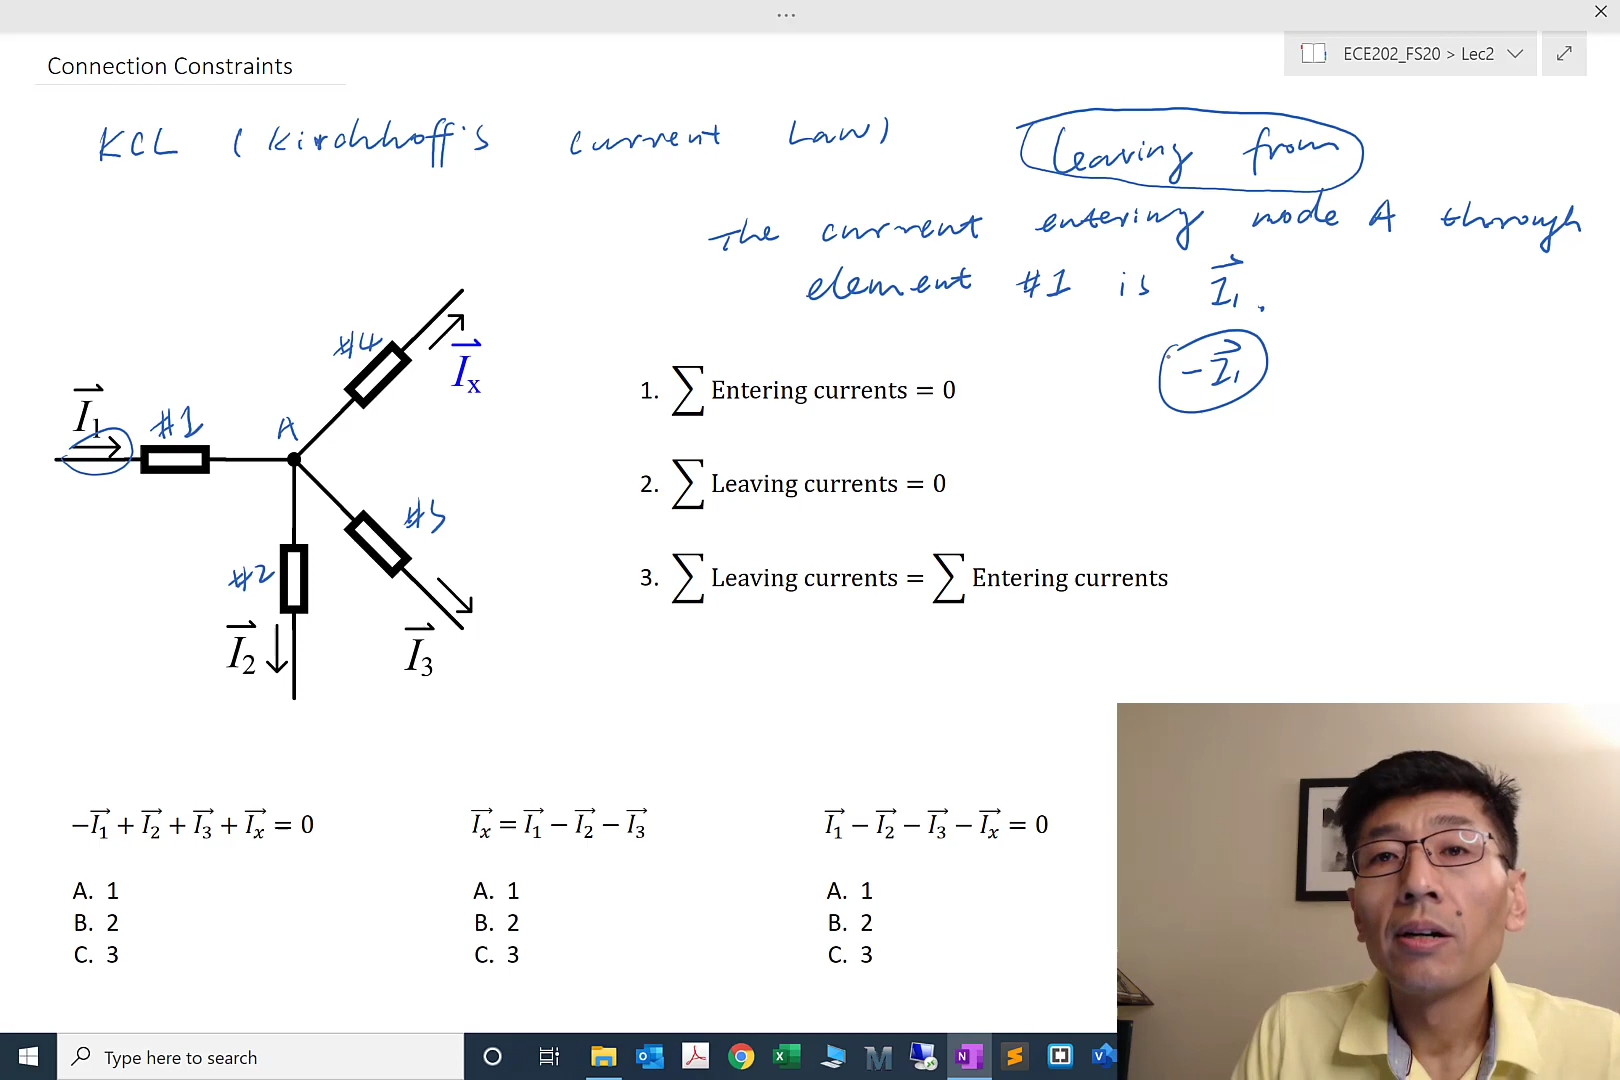 ECE202_FS20 > Lec2
Connection Constraints
KCL (Kirchhoff's Current Law)
leaving from
The current entering node A through
element #1 is I₁.
-I₁
#4
Iₓ
I₁
#1
A
#3
#2
I₂
I₃
1. ∑ Entering currents = 0
2. ∑ Leaving currents = 0
3. ∑ Leaving currents = ∑ Entering currents
−I₁ + I₂ + I₃ + Iₓ = 0
A. 1
B. 2
C. 3
Iₓ = I₁ − I₂ − I₃
A. 1
B. 2
C. 3
I₁ − I₂ − I₃ − Iₓ = 0
A. 1
B. 2
C. 3
Type here to search